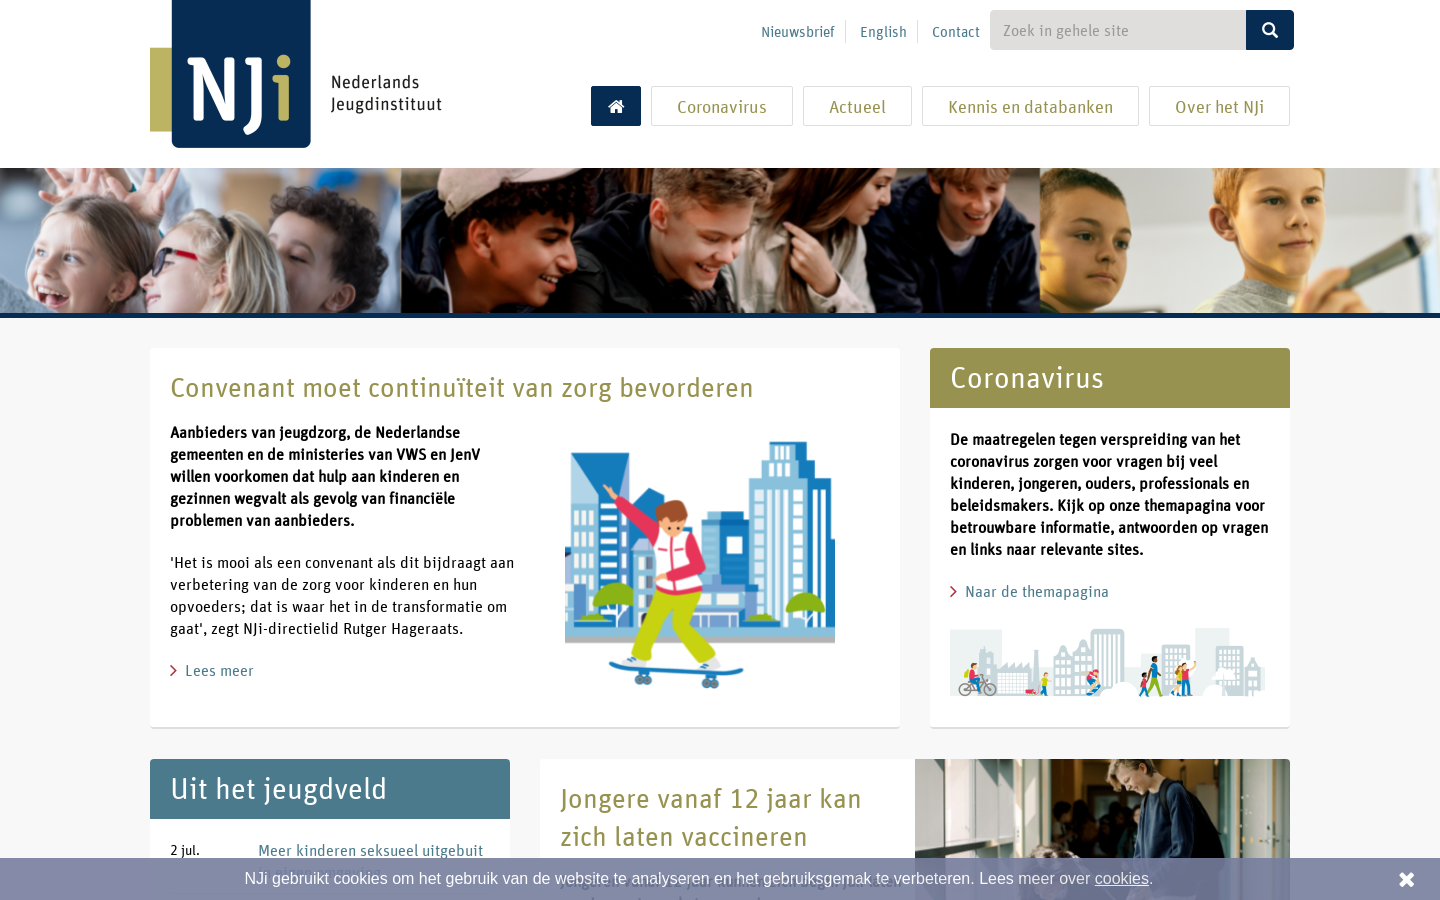 NJi
Nederlands
Jeugdinstituut
Nieuwsbrief
English
Contact
Zoek in gehele site
Coronavirus
Actueel
Kennis en databanken
Over het NJi
Convenant moet continuïteit van zorg bevorderen
Aanbieders van jeugdzorg, de Nederlandse
gemeenten en de ministeries van VWS en JenV
willen voorkomen dat hulp aan kinderen en
gezinnen wegvalt als gevolg van financiële
problemen van aanbieders.
'Het is mooi als een convenant als dit bijdraagt aan
verbetering van de zorg voor kinderen en hun
opvoeders; dat is waar het in de transformatie om
gaat', zegt NJi-directielid Rutger Hageraats.
Lees meer
Coronavirus
De maatregelen tegen verspreiding van het
coronavirus zorgen voor vragen bij veel
kinderen, jongeren, ouders, professionals en
beleidsmakers. Kijk op onze themapagina voor
betrouwbare informatie, antwoorden op vragen
en links naar relevante sites.
Naar de themapagina
Uit het jeugdveld
2 jul.
Meer kinderen seksueel uitgebuit
Jongere vanaf 12 jaar kan
zich laten vaccineren
NJi gebruikt cookies om het gebruik van de website te analyseren en het gebruiksgemak te verbeteren. Lees meer over cookies.